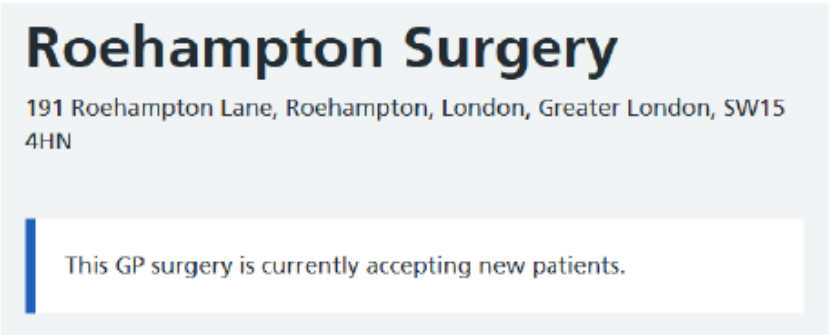 Roehampton Surgery
191 Roehampton Lane, Roehampton, London, Greater London, SW15
4HN
This GP surgery is currently accepting new patients.